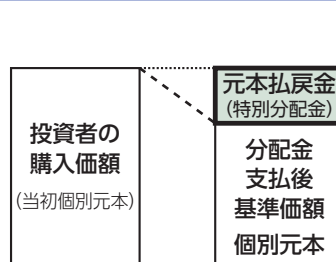 投資者の
購入価額
(当初個別元本)
元本払戻金
(特別分配金)
分配金
支払後
基準価額
個別元本